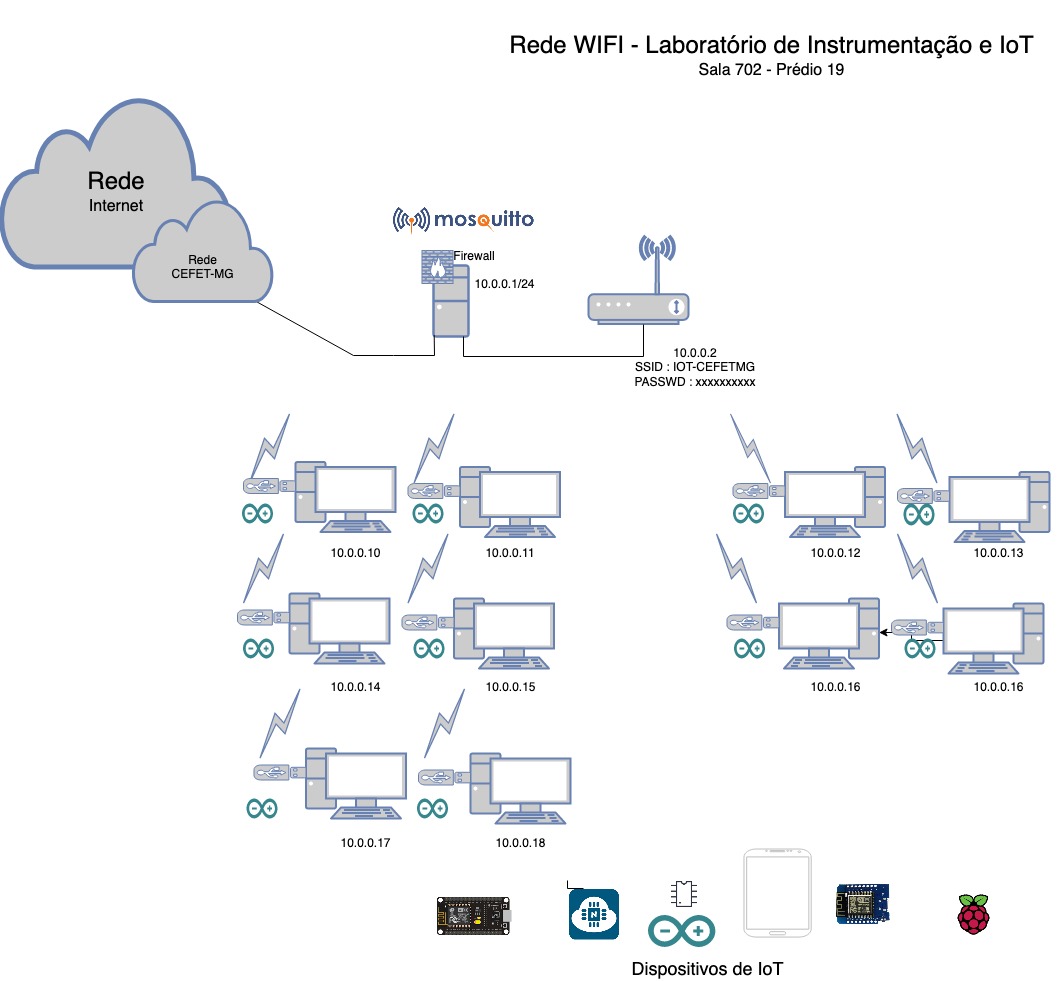 Rede WIFI - Laboratório de Instrumentação e IoT
Sala 702 - Prédio 19
Rede
Internet
Rede
CEFET-MG
mosquitto
Firewall
10.0.0.1/24
10.0.0.2
SSID : IOT-CEFETMG
PASSWD : xxxxxxxxxx
10.0.0.10
10.0.0.11
10.0.0.12
10.0.0.13
10.0.0.14
10.0.0.15
10.0.0.16
10.0.0.16
10.0.0.17
10.0.0.18
N
Dispositivos de IoT